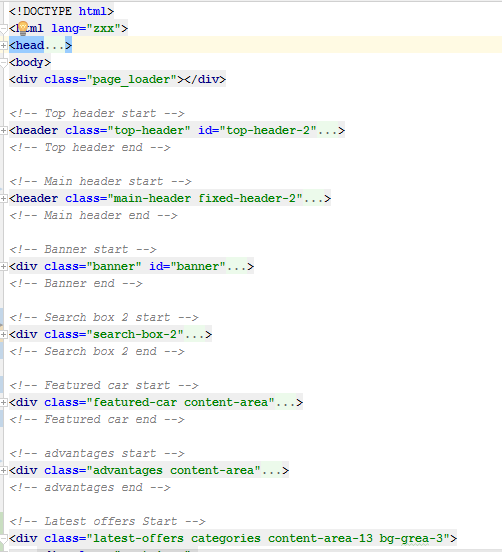 <!DOCTYPE html>
<html lang="zxx">
<head...>
<body>
<div class="page_loader"></div>
<!-- Top header start -->
<header class="top-header" id="top-header-2"...>
<!-- Top header end -->
<!-- Main header start -->
<header class="main-header fixed-header-2"...>
<!-- Main header end -->
<!-- Banner start -->
<div class="banner" id="banner"...>
<!-- Banner end -->
<!-- Search box 2 start -->
<div class="search-box-2"...>
<!-- Search box 2 end -->
<!-- Featured car start -->
<div class="featured-car content-area"...>
<!-- Featured car end -->
<!-- advantages start -->
<div class="advantages content-area"...>
<!-- advantages end -->
<!-- Latest offers Start -->
<div class="latest-offers categories content-area-13 bg-grea-3">